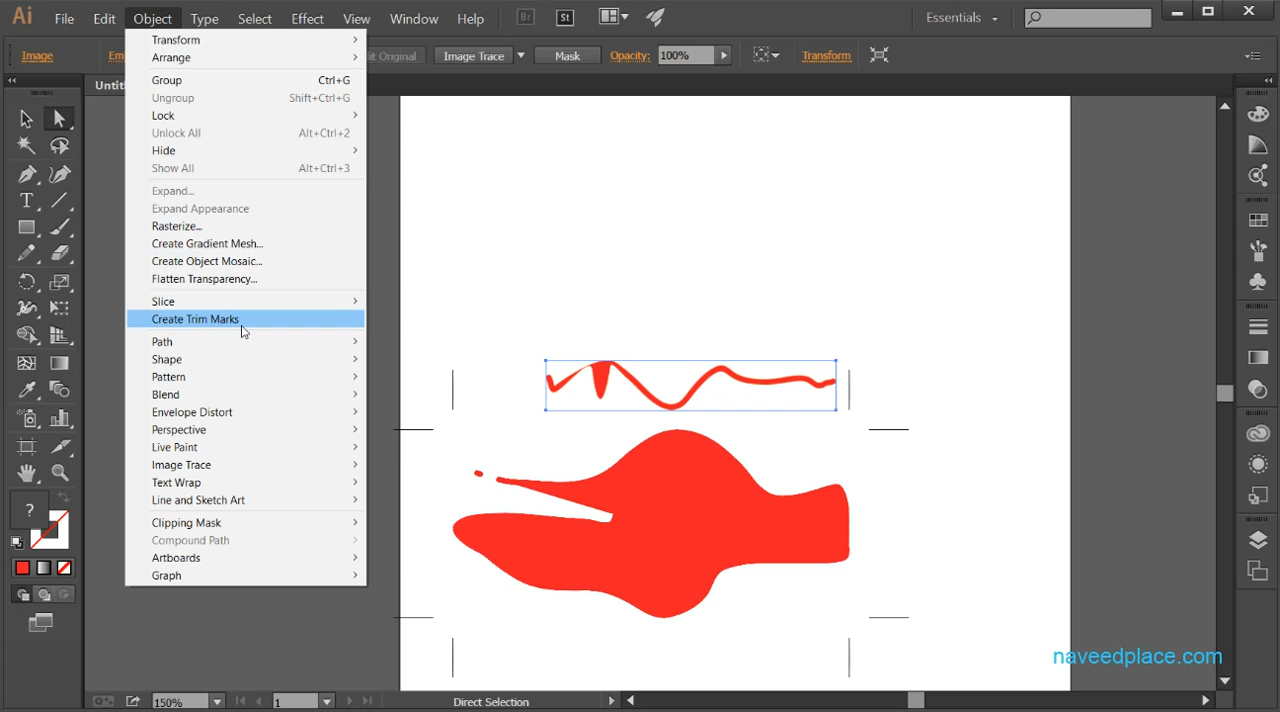 Ai File Edit Object Type Select Effect View Window Help Br St Essentials
Image Em it Original Image Trace Mask Opacity: 100% Transform
Untit
Transform
Arrange
Group Ctrl+G
Ungroup Shift+Ctrl+G
Lock
Unlock All Alt+Ctrl+2
Hide
Show All Alt+Ctrl+3
Expand...
Expand Appearance
Rasterize...
Create Gradient Mesh...
Create Object Mosaic...
Flatten Transparency...
Slice
Create Trim Marks
Path
Shape
Pattern
Blend
Envelope Distort
Perspective
Live Paint
Image Trace
Text Wrap
Line and Sketch Art
Clipping Mask
Compound Path
Artboards
Graph
T
?
naveedplace.com
150% 1 Direct Selection